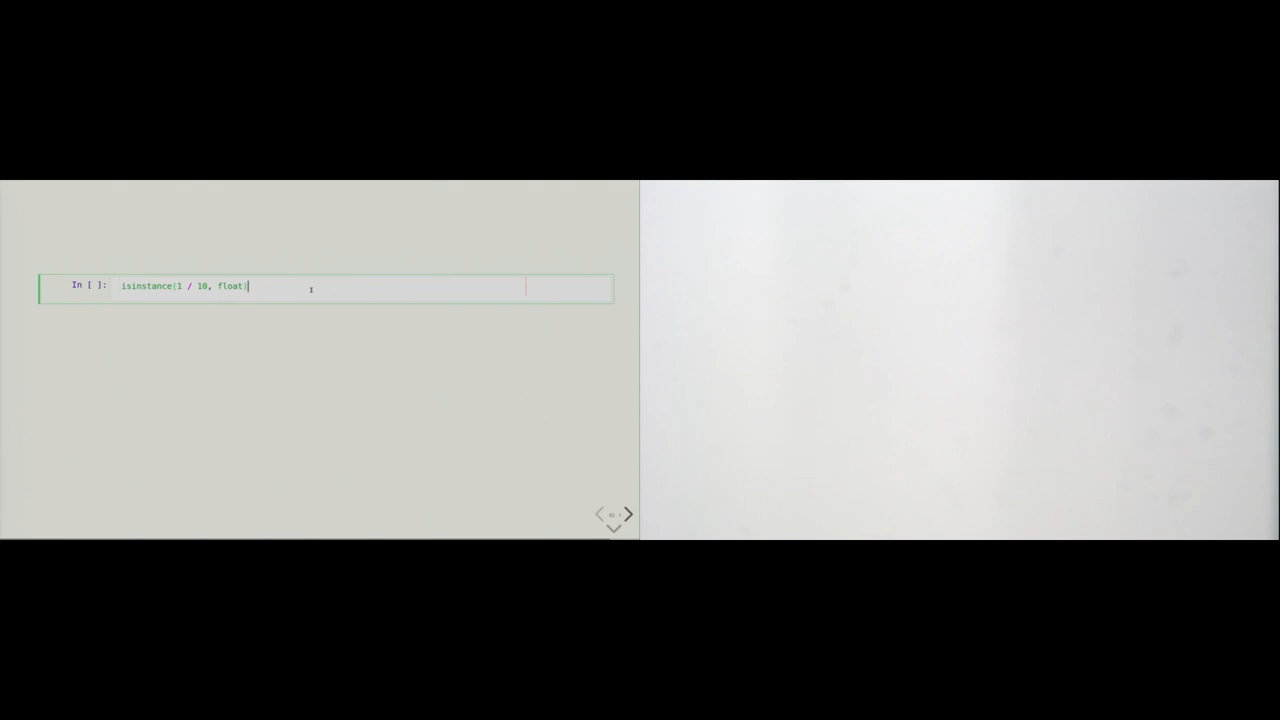 In [ ]: isinstance(1 / 10, float)